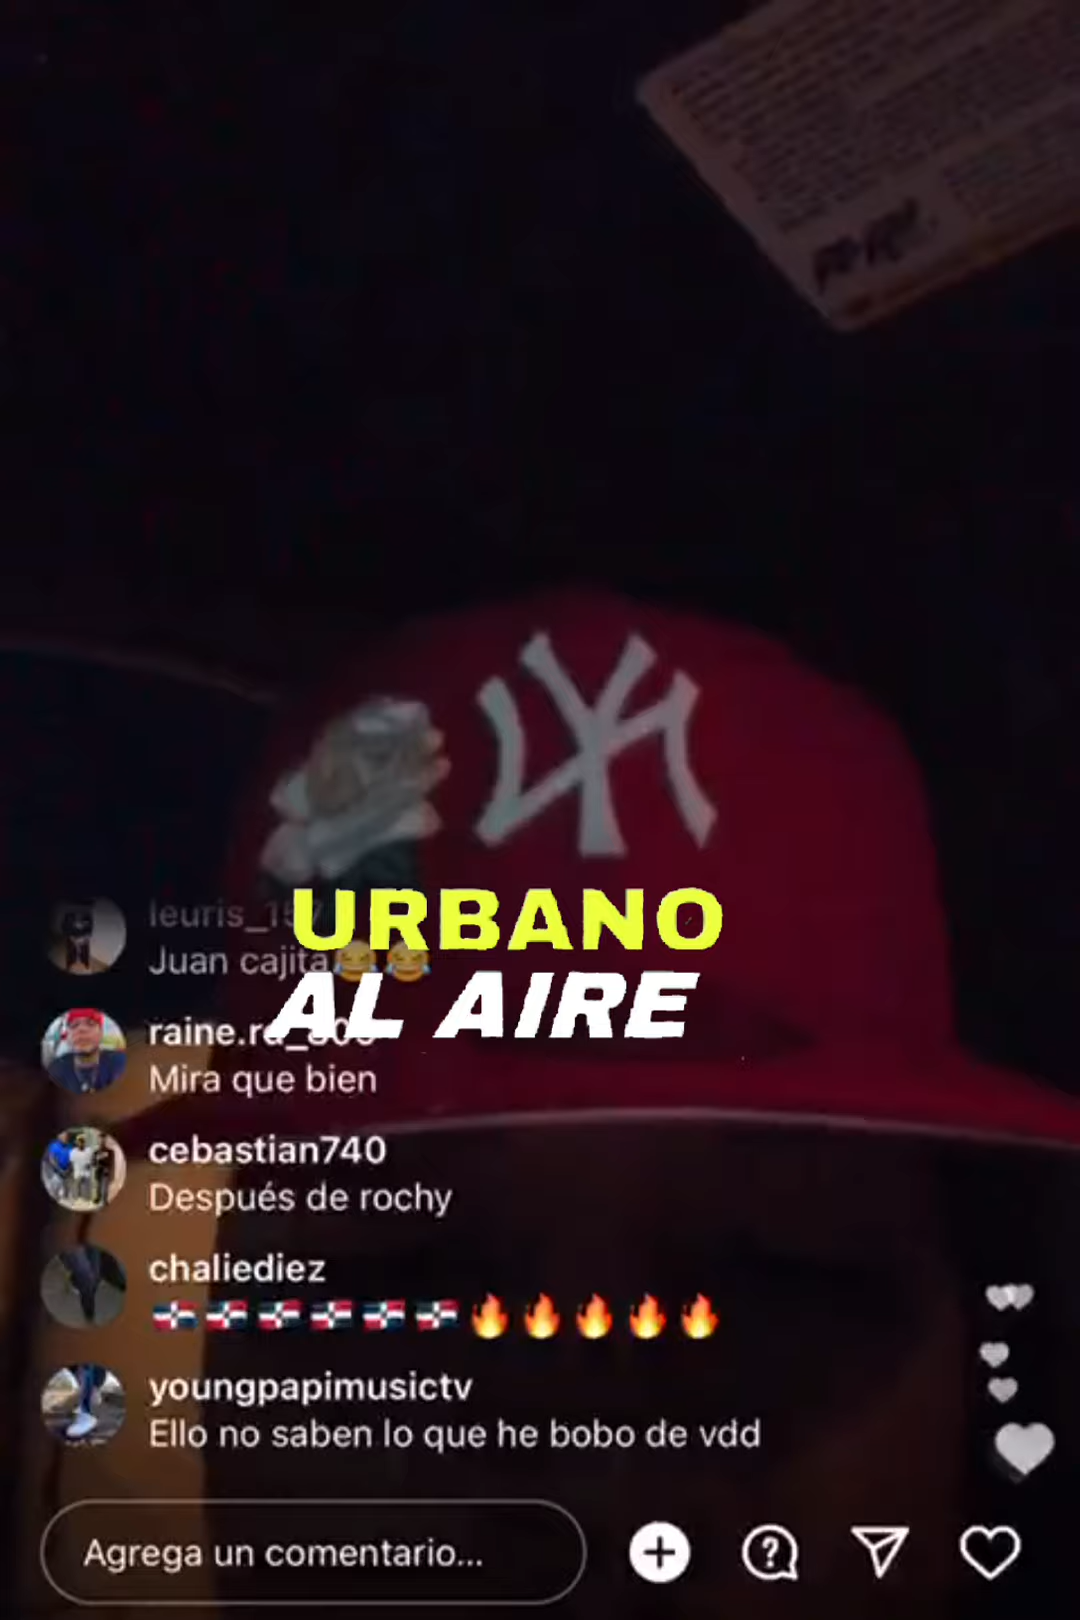 NY
URBANO
AL AIRE
Juan cajita😂😂
Mira que bien
cebastian740
Después de rochy
chaliediez
🇩🇴🇩🇴🇩🇴🇩🇴🇩🇴🇩🇴🔥🔥🔥🔥🔥
youngpapimusictv
Ello no saben lo que he bobo de vdd
Agrega un comentario...